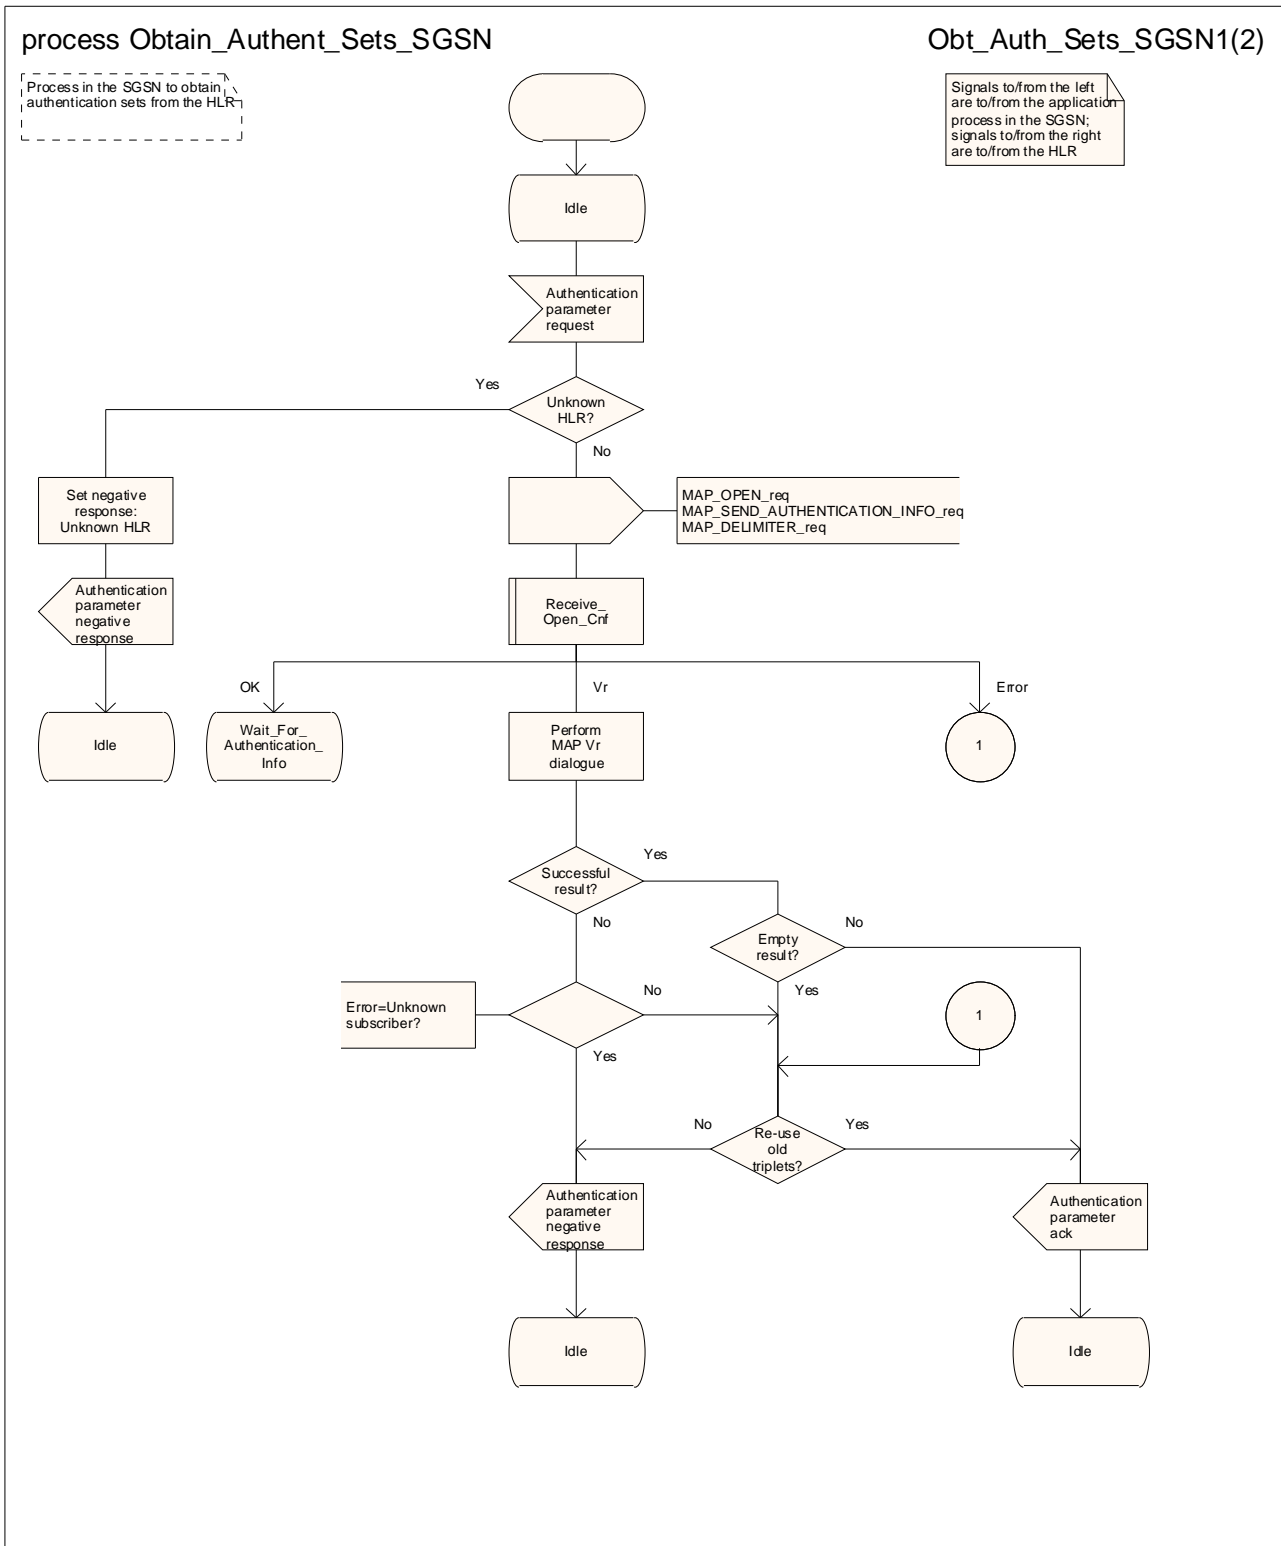 process Obtain_Authent_Sets_SGSN
Obt_Auth_Sets_SGSN1(2)
Process in the SGSN to obtain
authentication sets from the HLR
Signals to/from the left
are to/from the application
process in the SGSN;
signals to/from the right
are to/from the HLR
Idle
Authentication
parameter
request
Yes
Unknown
HLR?
No
Set negative
response:
Unknown HLR
MAP_OPEN_req
MAP_SEND_AUTHENTICATION_INFO_req
MAP_DELIMITER_req
Authentication
parameter
negative
response
Receive_
Open_Cnf
OK
Vr
Error
Idle
Wait_For_
Authentication_
Info
Perform
MAP Vr
dialogue
1
Successful
result?
Yes
No
Empty
result?
No
Yes
Error=Unknown
subscriber?
No
Yes
1
No
Re-use
old
triplets?
Yes
Authentication
parameter
negative
response
Authentication
parameter
ack
Idle
Idle